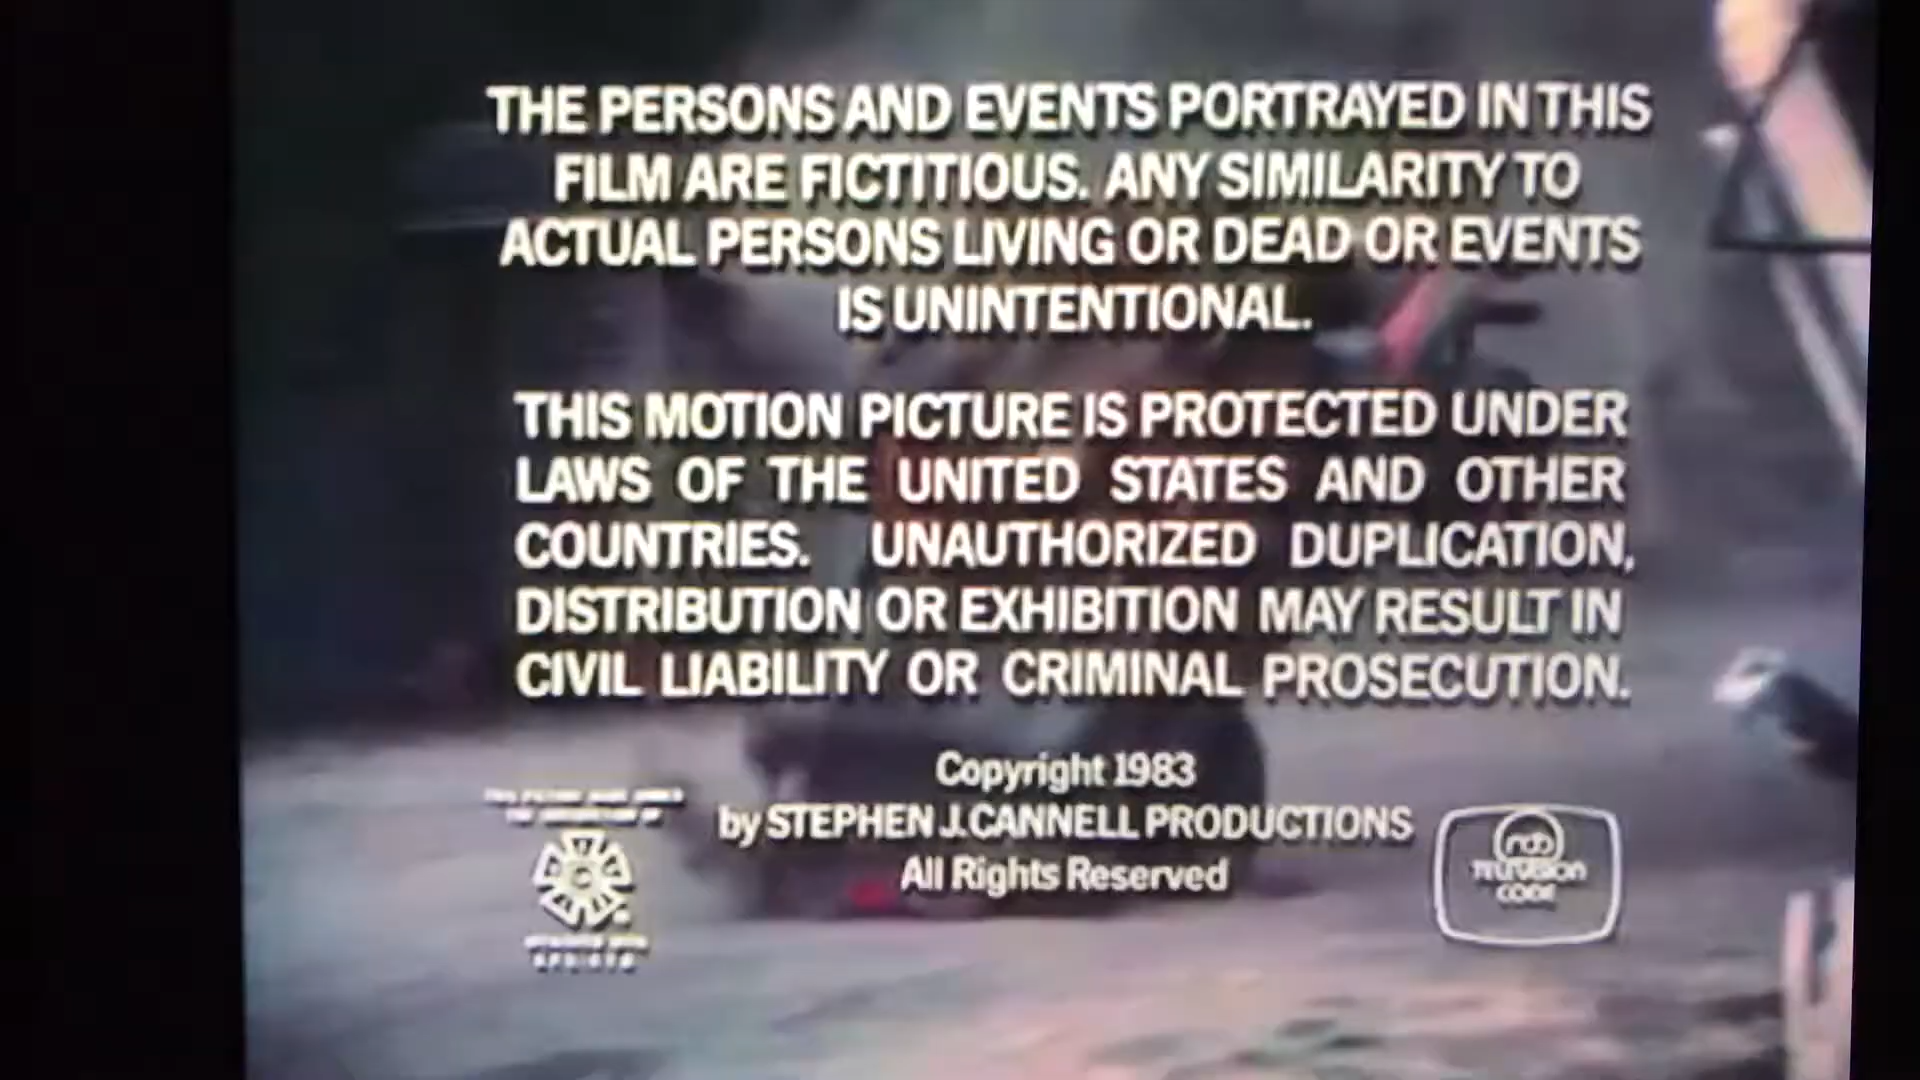 THE PERSONS AND EVENTS PORTRAYED IN THIS
FILM ARE FICTITIOUS. ANY SIMILARITY TO
ACTUAL PERSONS LIVING OR DEAD OR EVENTS
IS UNINTENTIONAL.
THIS MOTION PICTURE IS PROTECTED UNDER
LAWS OF THE UNITED STATES AND OTHER
COUNTRIES. UNAUTHORIZED DUPLICATION,
DISTRIBUTION OR EXHIBITION MAY RESULT IN
CIVIL LIABILITY OR CRIMINAL PROSECUTION.
Copyright 1983
by STEPHEN J. CANNELL PRODUCTIONS
All Rights Reserved
TELEVISION
CODE